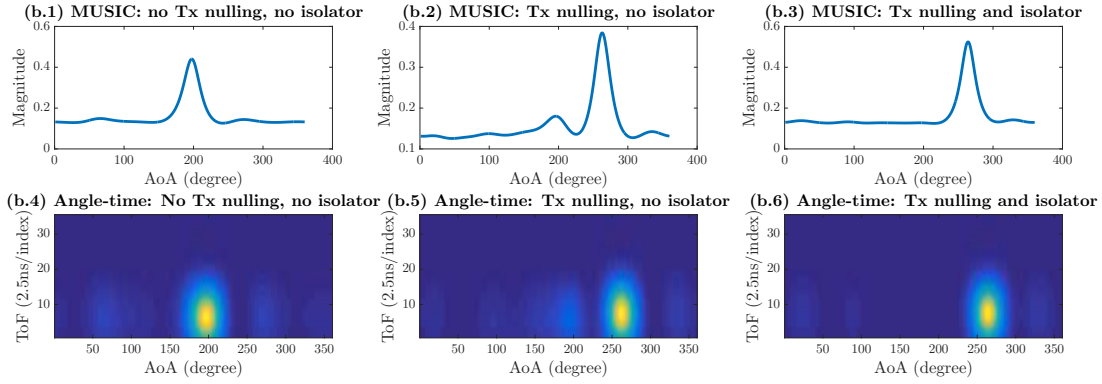 (b.1) MUSIC: no Tx nulling, no isolator
(b.2) MUSIC: Tx nulling, no isolator
(b.3) MUSIC: Tx nulling and isolator
Magnitude
0.6
0.4
0.2
0
0 100 200 300 400
AoA (degree)
Magnitude
0.4
0.3
0.2
0.1
0 100 200 300 400
AoA (degree)
Magnitude
0.6
0.4
0.2
0
0 100 200 300 400
AoA (degree)
(b.4) Angle-time: No Tx nulling, no isolator
(b.5) Angle-time: Tx nulling, no isolator
(b.6) Angle-time: Tx nulling and isolator
ToF (2.5ns/index)
30
20
10
50 100 150 200 250 300 350
AoA (degree)
ToF (2.5ns/index)
30
20
10
50 100 150 200 250 300 350
AoA (degree)
ToF (2.5ns/index)
30
20
10
50 100 150 200 250 300 350
AoA (degree)